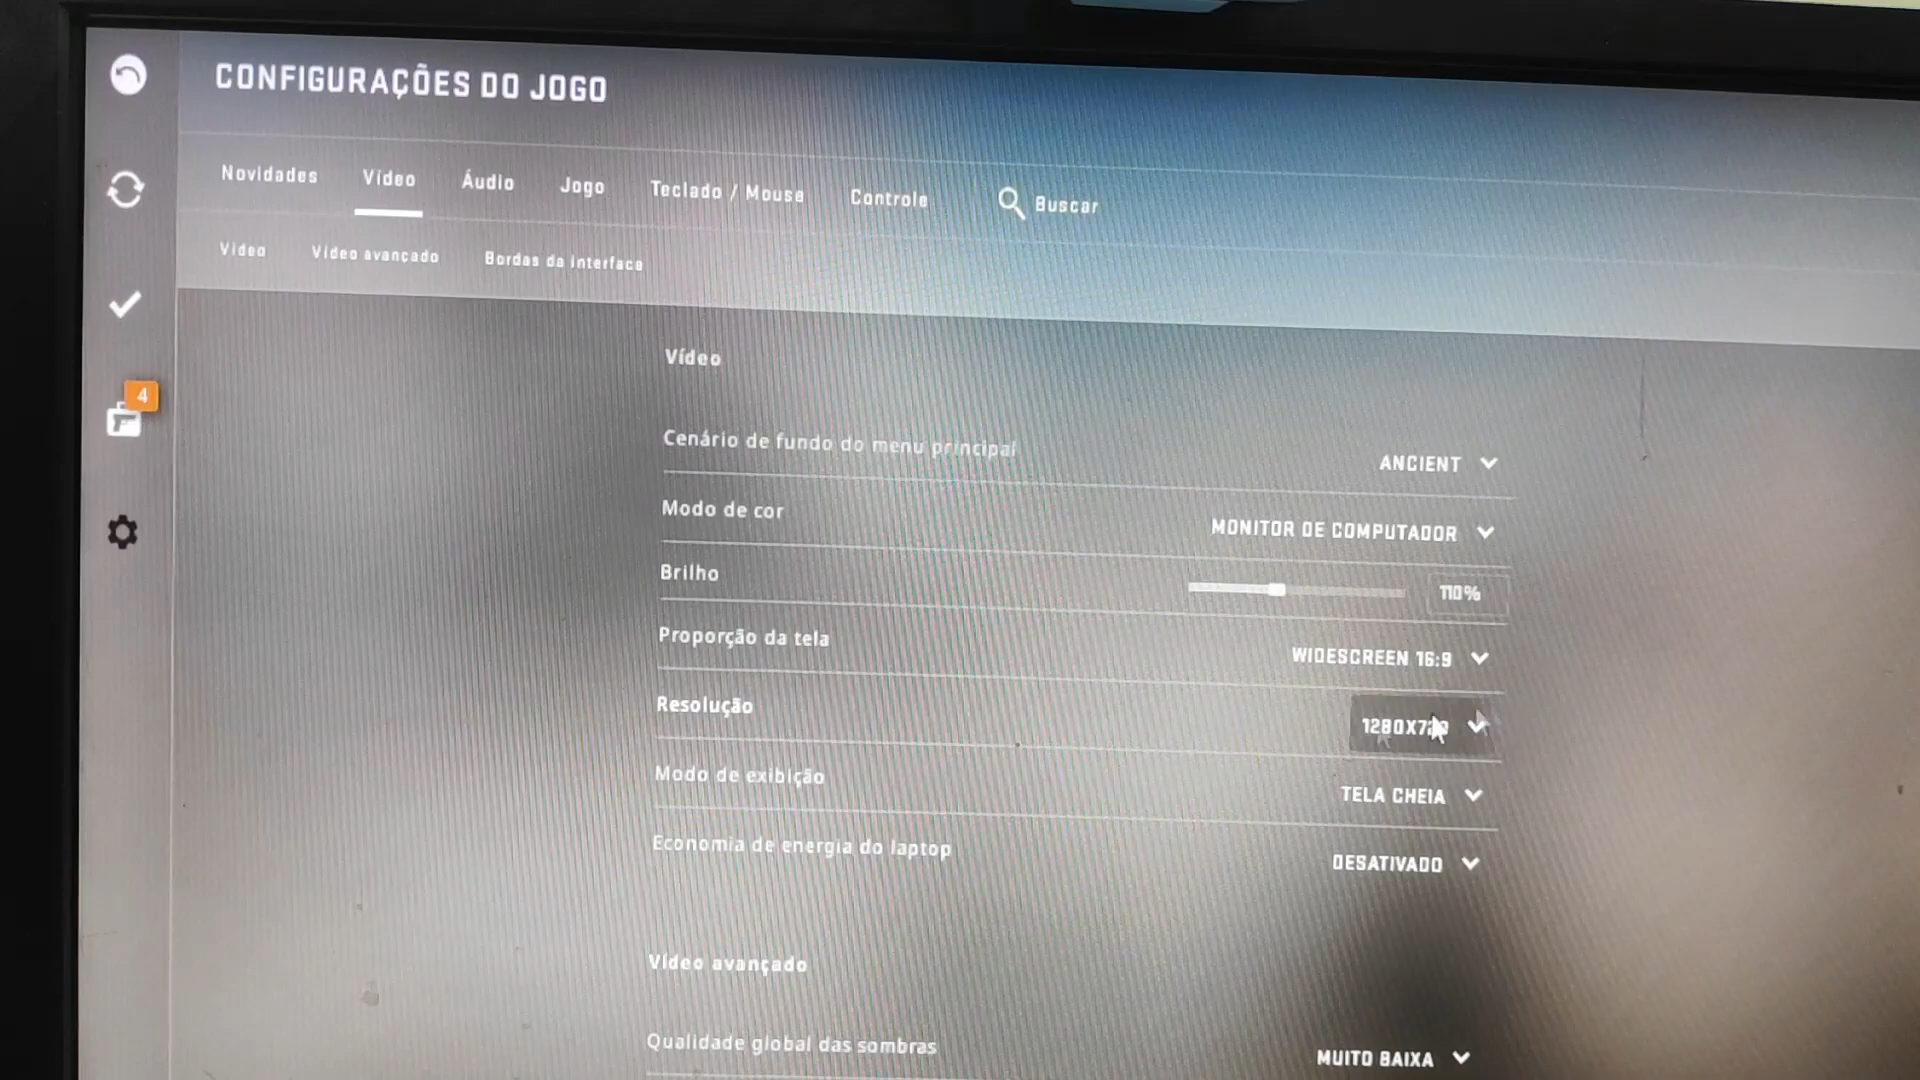 CONFIGURAÇÕES DO JOGO
Novidades Vídeo Áudio Jogo Teclado / Mouse Controle Buscar
Vídeo Vídeo avançado Bordas da interface
4
Vídeo
Cenário de fundo do menu principal ANCIENT
Modo de cor MONITOR DE COMPUTADOR
Brilho 110%
Proporção da tela WIDESCREEN 16:9
Resolução
Modo de exibição TELA CHEIA
Economia de energia do laptop DESATIVADO
Vídeo avançado
Qualidade global das sombras MUITO BAIXA